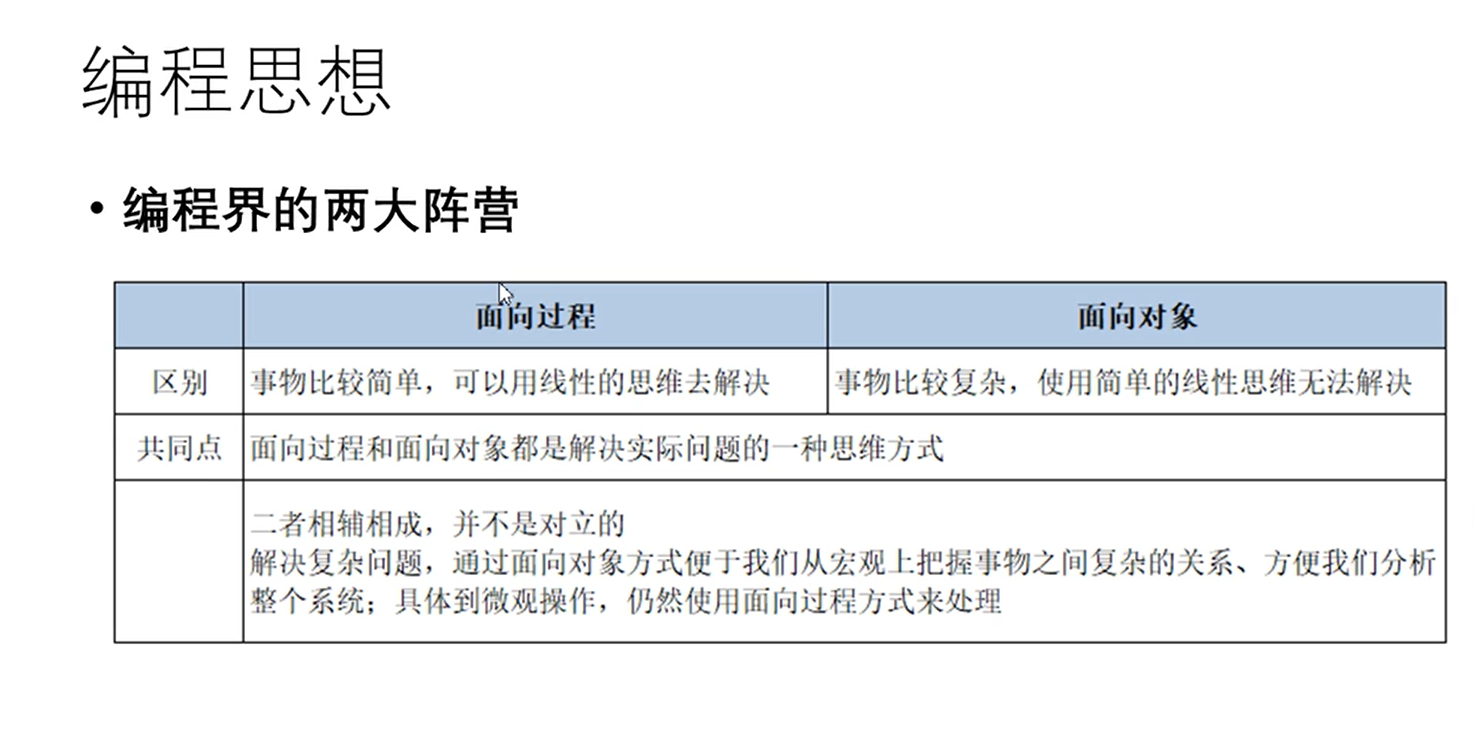 编程思想
• 编程界的两大阵营
面向过程 面向对象
区别 事物比较简单，可以用线性的思维去解决 事物比较复杂，使用简单的线性思维无法解决
共同点 面向过程和面向对象都是解决实际问题的一种思维方式
二者相辅相成，并不是对立的
解决复杂问题，通过面向对象方式便于我们从宏观上把握事物之间复杂的关系、方便我们分析
整个系统；具体到微观操作，仍然使用面向过程方式来处理